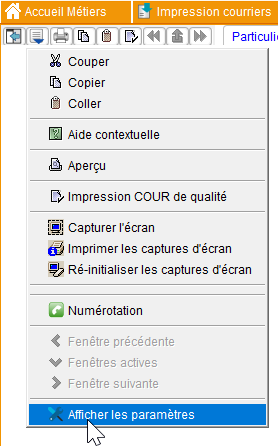 Accueil Métiers
Impression courriers
Particuli
Couper
Copier
Coller
Aide contextuelle
Aperçu
Impression COUR de qualité
Capturer l'écran
Imprimer les captures d'écran
Ré-initialiser les captures d'écran
Numérotation
Fenêtre précédente
Fenêtres actives
Fenêtre suivante
Afficher les paramètres